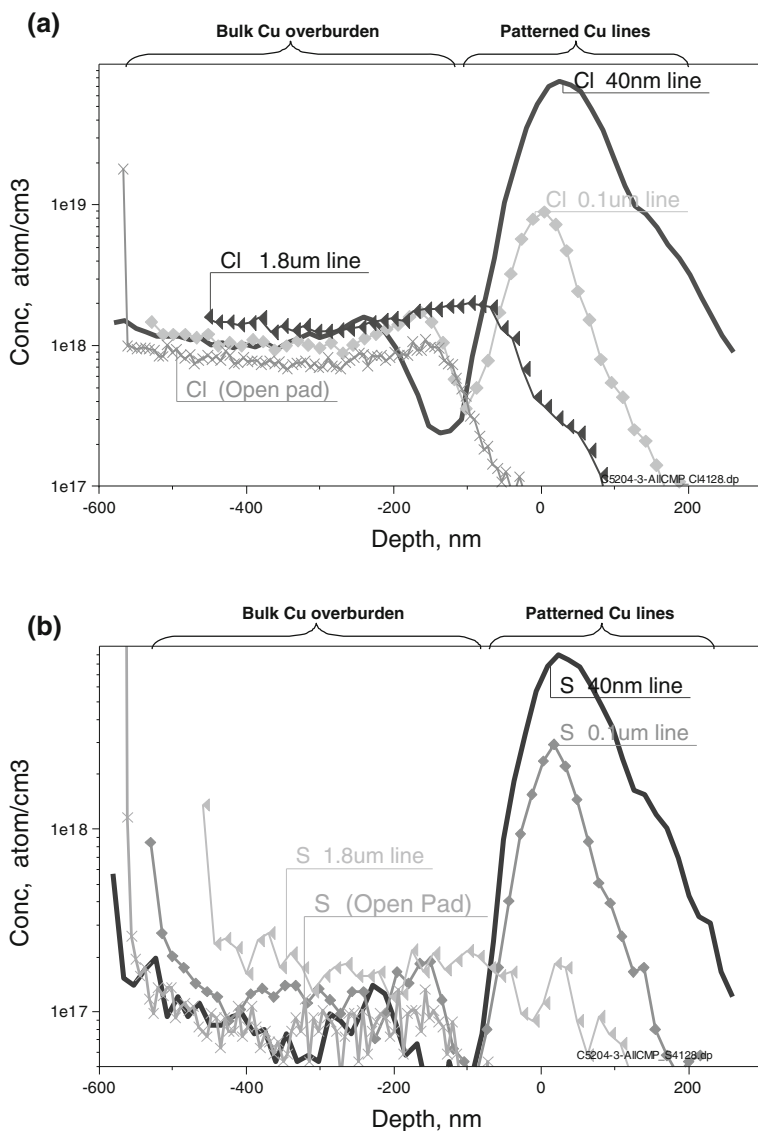 (a)
Bulk Cu overburden
Patterned Cu lines
Cl 40nm line
1e19
Cl 0.1um line
Cl 1.8um line
Conc, atom/cm3
1e18
Cl (Open pad)
1e17
C5204-3-AllCMP_Cl4128.dp
-600
-400
-200
0
200
Depth, nm
(b)
Bulk Cu overburden
Patterned Cu lines
S 40nm line
S 0.1um line
1e18
S 1.8um line
S (Open Pad)
Conc, atom/cm3
1e17
C5204-3-AllCMP_S4128.dp
-600
-400
-200
0
200
Depth, nm